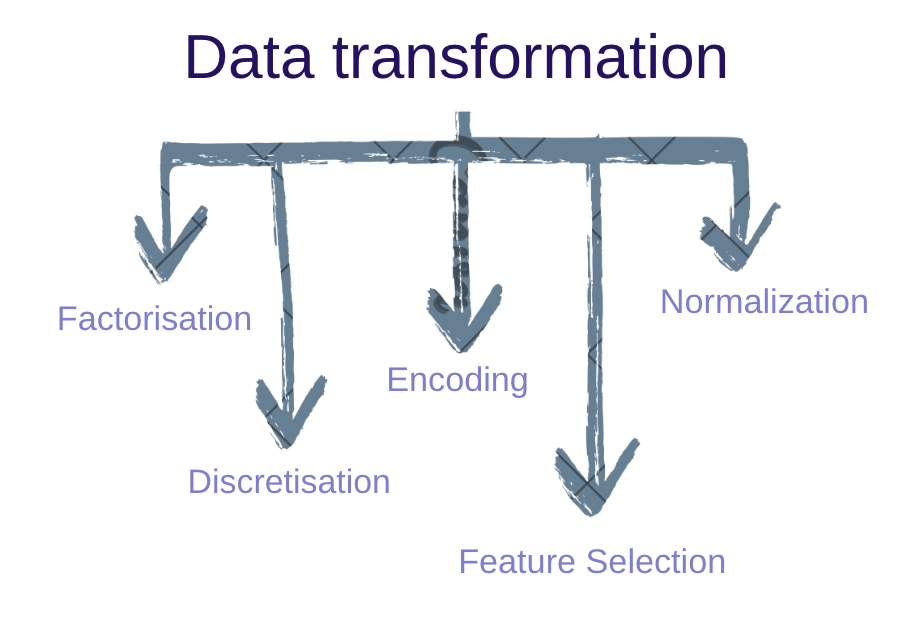 Data transformation
Factorisation
Normalization
Encoding
Discretisation
Feature Selection